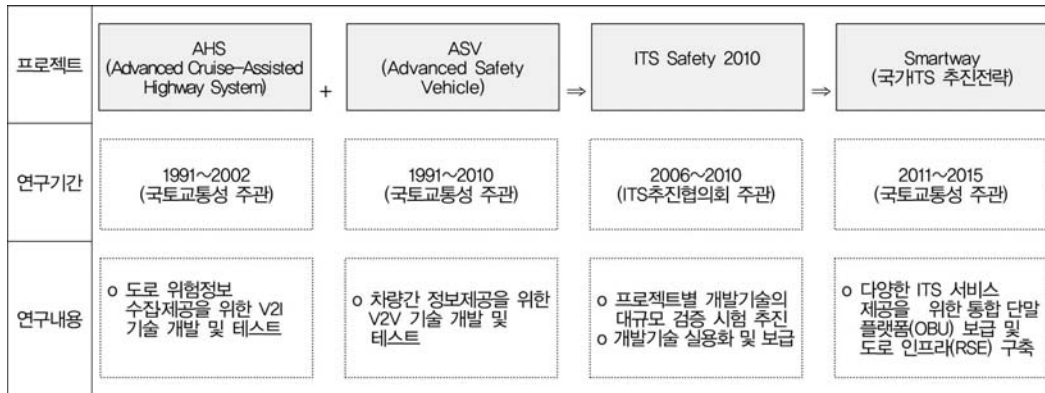 프로젝트
AHS
(Advanced Cruise-Assisted
Highway System)
+
ASV
(Advanced Safety
Vehicle)
⇒
ITS Safety 2010
⇒
Smartway
(국가ITS 추진전략)
연구기간
1991~2002
(국토교통성 주관)
1991~2010
(국토교통성 주관)
2006~2010
(ITS추진협의회 주관)
2011~2015
(국토교통성 주관)
연구내용
o 도로 위험정보
수집제공을 위한 V2I
기술 개발 및 테스트
o 차량간 정보제공을 위한
V2V 기술 개발 및
테스트
o 프로젝트별 개발기술의
대규모 검증 시험 추진
o 개발기술 실용화 및 보급
o 다양한 ITS 서비스
제공을 위한 통합 단말
플랫폼(OBU) 보급 및
도로 인프라(RSE) 구축